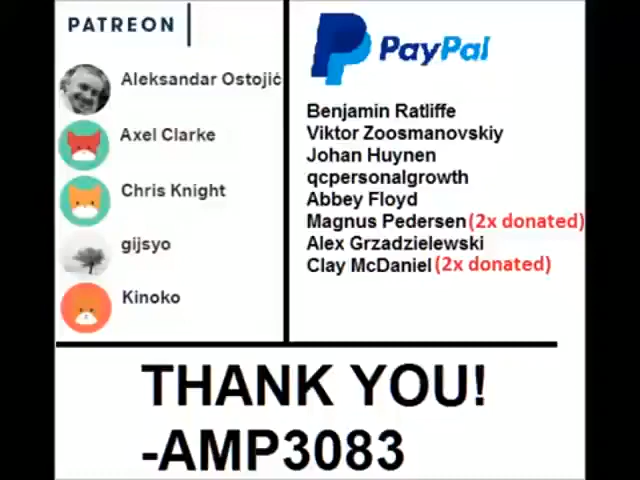 PATREON
Aleksandar Ostojić
Axel Clarke
Chris Knight
gijsyo
Kinoko
PayPal
Benjamin Ratliffe
Viktor Zoosmanovskiy
Johan Huynen
qcpersonalgrowth
Abbey Floyd
Magnus Pedersen (2x donated)
Alex Grzadzielewski
Clay McDaniel (2x donated)
THANK YOU!
-AMP3083